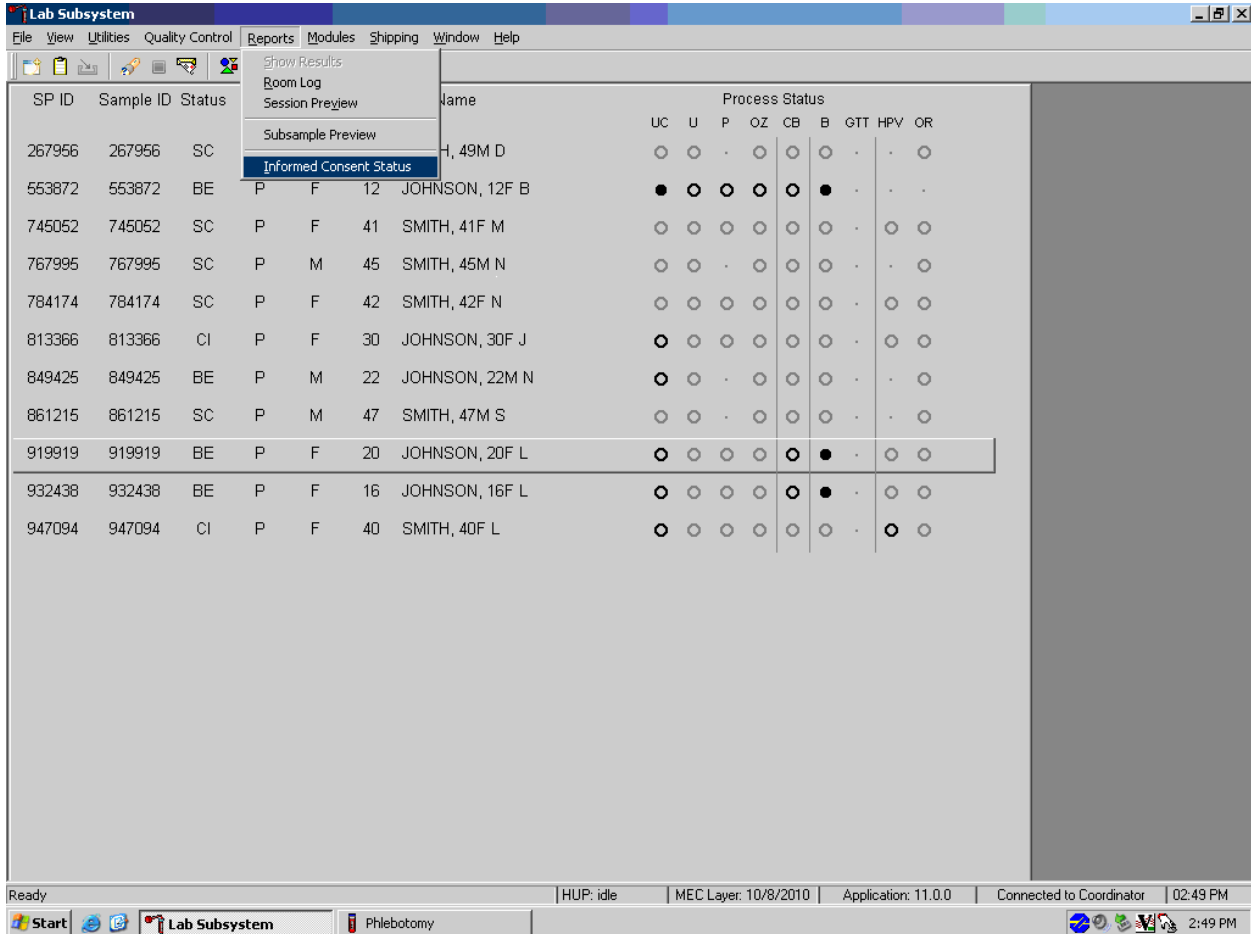 Lab Subsystem
File View Utilities Quality Control Reports Modules Shipping Window Help
Show Results
Room Log
Session Preview
Subsample Preview
Informed Consent Status
SP ID Sample ID Status Name Process Status
UC U P OZ CB B GTT HPV OR
267956 267956 SC H, 49M D
553872 553872 BE P F 12 JOHNSON, 12F B
745052 745052 SC P F 41 SMITH, 41F M
767995 767995 SC P M 45 SMITH, 45M N
784174 784174 SC P F 42 SMITH, 42F N
813366 813366 CI P F 30 JOHNSON, 30F J
849425 849425 BE P M 22 JOHNSON, 22M N
861215 861215 SC P M 47 SMITH, 47M S
919919 919919 BE P F 20 JOHNSON, 20F L
932438 932438 BE P F 16 JOHNSON, 16F L
947094 947094 CI P F 40 SMITH, 40F L
Ready HUP: idle MEC Layer: 10/8/2010 Application: 11.0.0 Connected to Coordinator 02:49 PM
Start Lab Subsystem Phlebotomy 2:49 PM